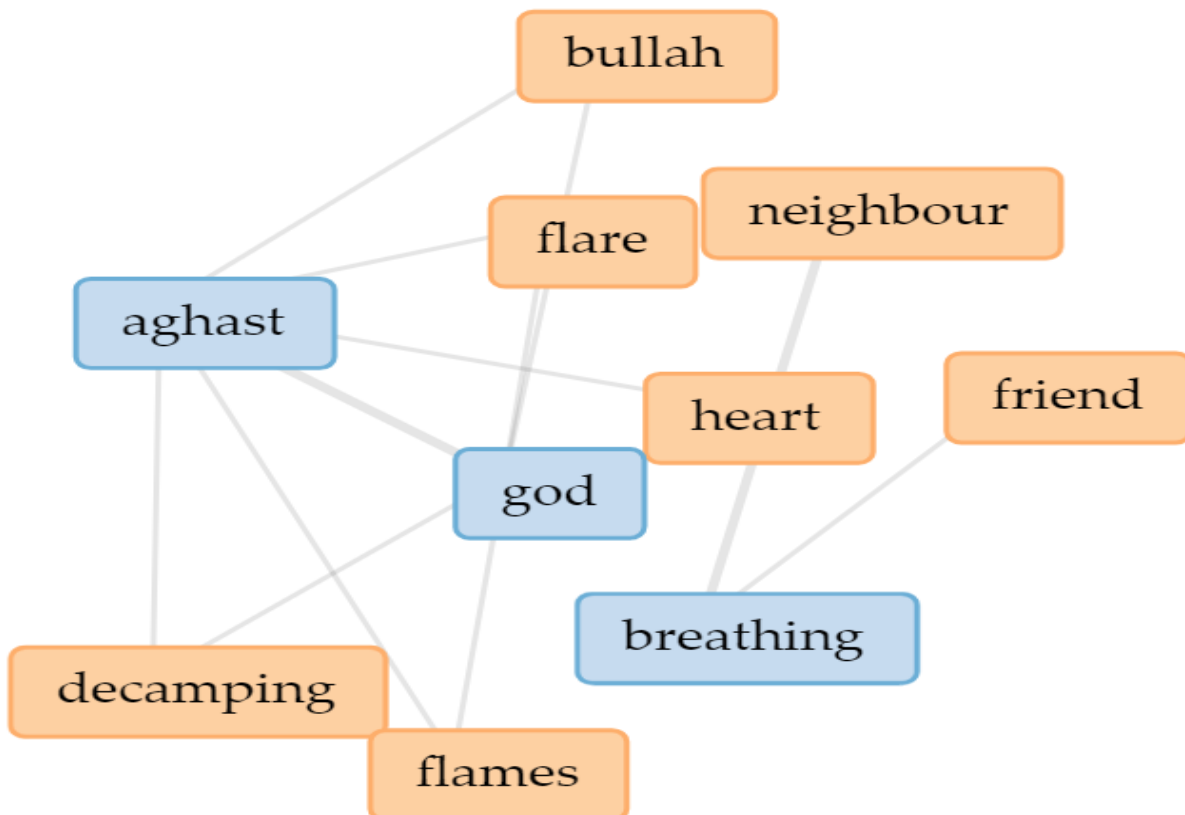 bullah
neighbour
flare
aghast
friend
heart
god
breathing
decamping
flames